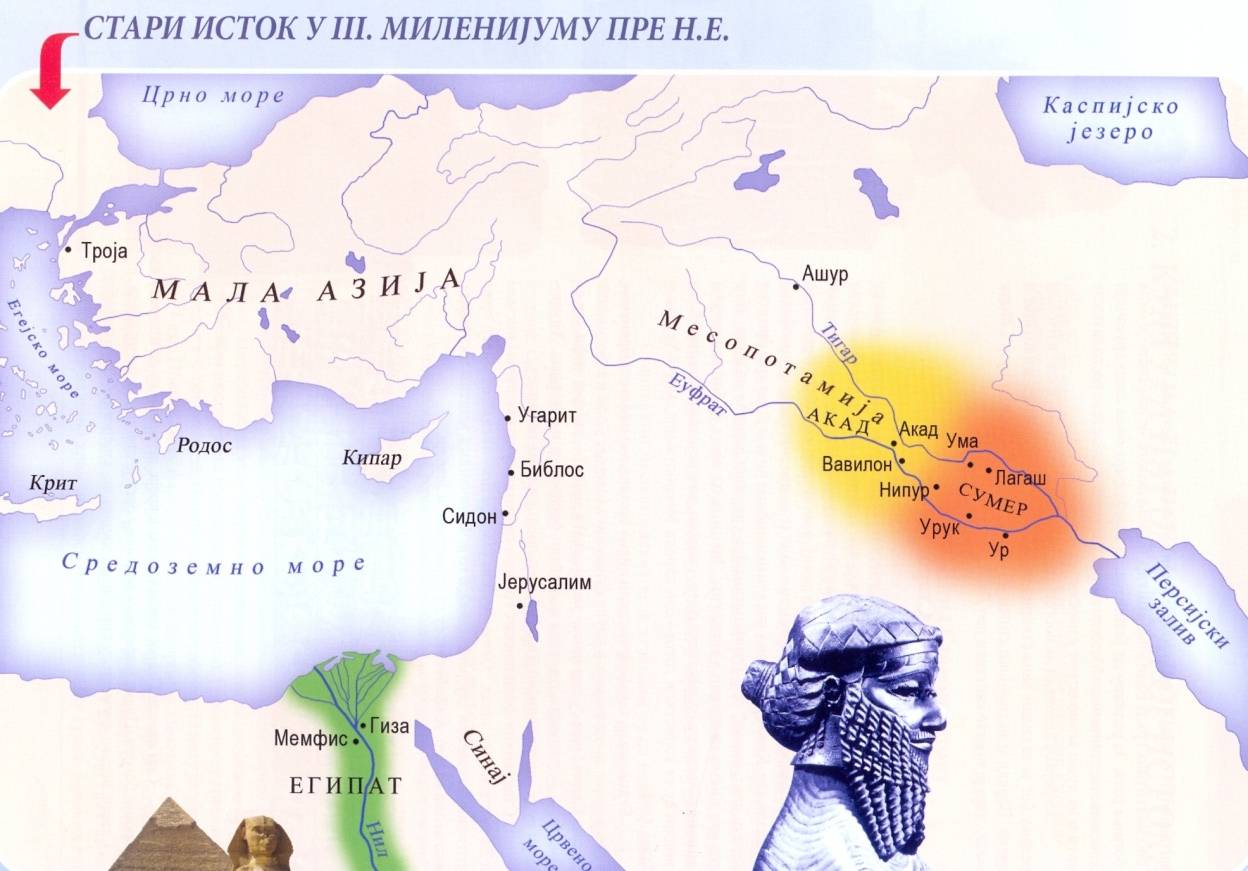 СТАРИ ИСТОК У III. МИЛЕНИЈУМУ ПРЕ Н.Е.
Црно море
Каспијско
језеро
Троја
МАЛА АЗИЈА
Ашур
Егејско море
Месопотамија
Тигар
Еуфрат
АКАД
Акад
Ума
Угарит
Родос
Кипар
Библос
Вавилон
Лагаш
Нипур
СУМЕР
Крит
Сидон
Урук
Ур
Средоземно море
Јерусалим
Персијски
залив
Гиза
Мемфис
Синај
ЕГИПАТ
Нил
Црвено
море